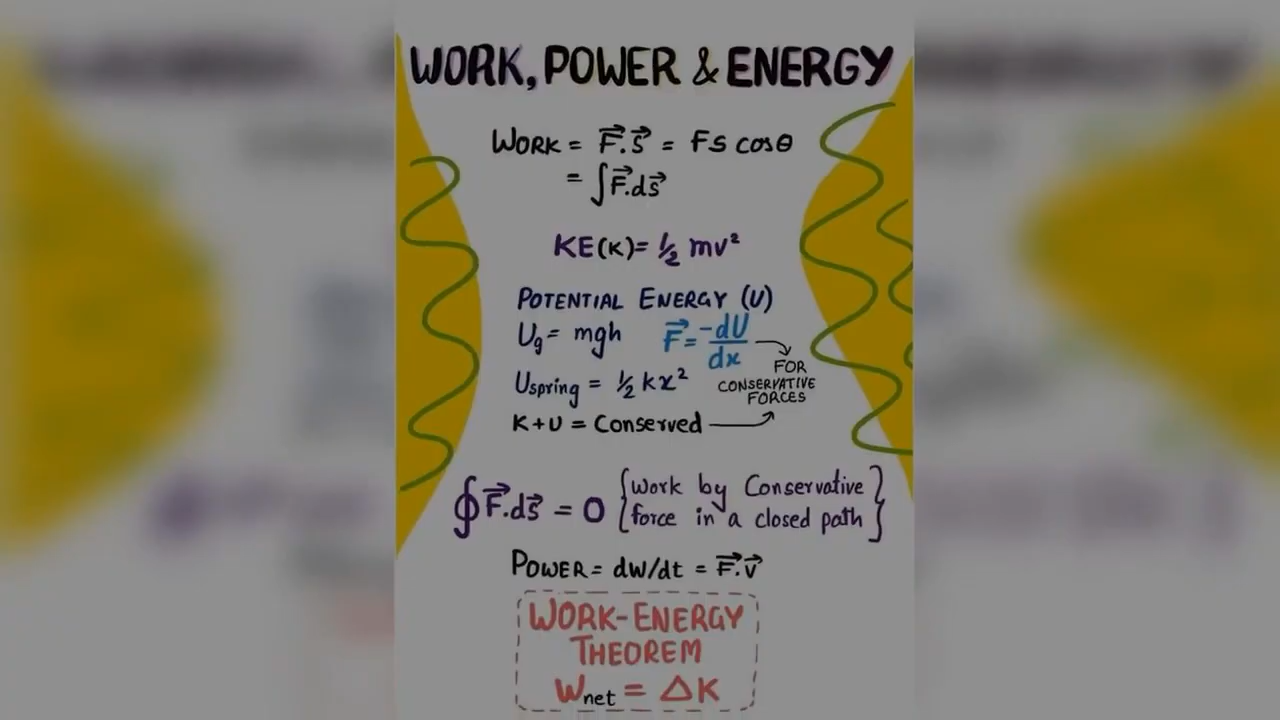 WORK, POWER & ENERGY
WORK = F⃗.s⃗ = FS cosθ
= ∫F⃗.ds⃗
KE(K) = ½ mv²
POTENTIAL ENERGY (U)
Ug = mgh F⃗ = -dU/dx
FOR
CONSERVATIVE
FORCES
Uspring = ½ kx²
K+U = Conserved
∮F⃗.ds⃗ = 0 {Work by Conservative
force in a closed path}
POWER = dW/dt = F⃗.v⃗
WORK-ENERGY
THEOREM
Wnet = ΔK